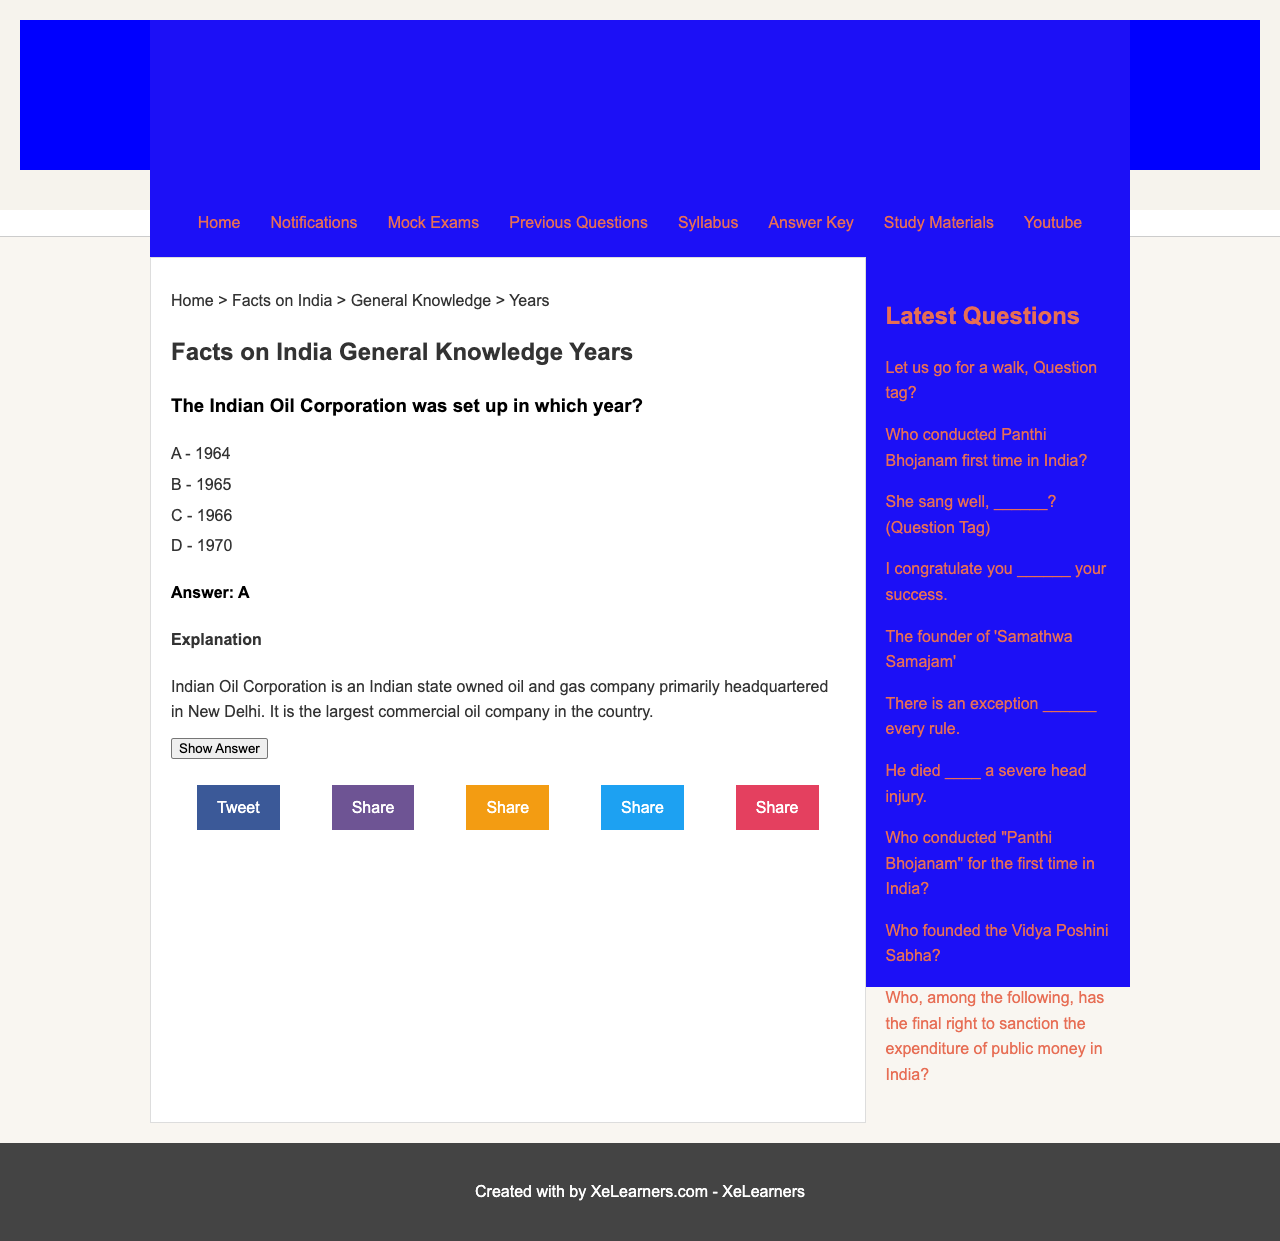 Home Notifications Mock Exams Previous Questions Syllabus Answer Key Study Materials Youtube
Home > Facts on India > General Knowledge > Years
Facts on India General Knowledge Years
The Indian Oil Corporation was set up in which year?
A - 1964
B - 1965
C - 1966
D - 1970
Answer: A
Explanation
Indian Oil Corporation is an Indian state owned oil and gas company primarily headquartered
in New Delhi. It is the largest commercial oil company in the country.
Show Answer
Tweet Share Share Share Share
Latest Questions
Let us go for a walk, Question
tag?
Who conducted Panthi
Bhojanam first time in India?
She sang well, ______?
(Question Tag)
I congratulate you ______ your
success.
The founder of 'Samathwa
Samajam'
There is an exception ______
every rule.
He died ____ a severe head
injury.
Who conducted "Panthi
Bhojanam" for the first time in
India?
Who founded the Vidya Poshini
Sabha?
Who, among the following, has
the final right to sanction the
expenditure of public money in
India?
Created with by XeLearners.com - XeLearners